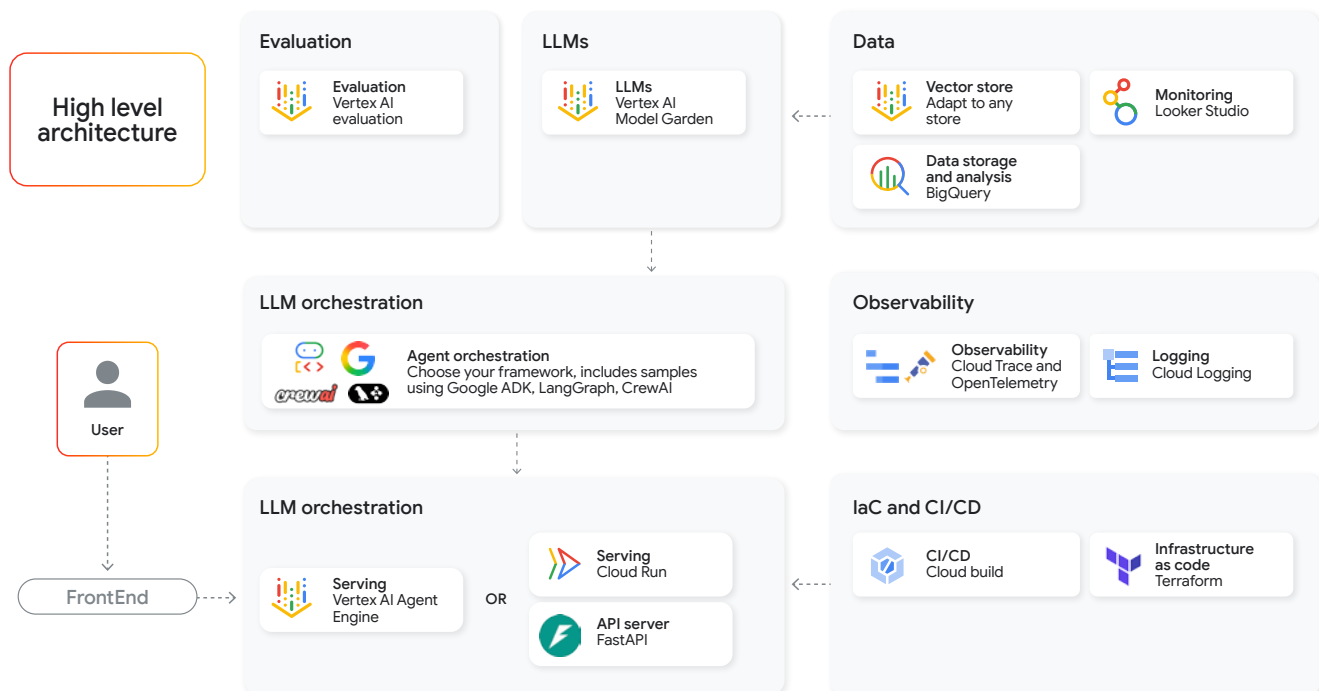 High level
architecture
Evaluation
Evaluation
Vertex AI
evaluation
LLMs
LLMs
Vertex AI
Model Garden
Data
Vector store
Adapt to any
store
Monitoring
Looker Studio
Data storage
and analysis
BigQuery
LLM orchestration
crewai
Agent orchestration
Choose your framework, includes samples
using Google ADK, LangGraph, CrewAI
Observability
Observability
Cloud Trace and
OpenTelemetry
Logging
Cloud Logging
User
FrontEnd
LLM orchestration
Serving
Vertex AI Agent
Engine
OR
Serving
Cloud Run
API server
FastAPI
IaC and CI/CD
CI/CD
Cloud build
Infrastructure
as code
Terraform